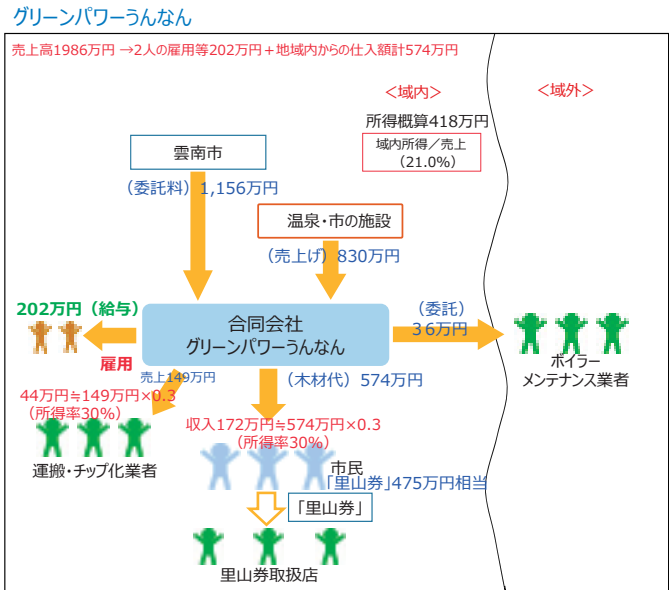 グリーンパワーうんなん
売上高1986万円 →2人の雇用等202万円＋地域内からの仕入額計574万円
＜域内＞
＜域外＞
所得概算418万円
域内所得／売上
（21.0%）
雲南市
（委託料）1,156万円
温泉・市の施設
（売上げ）830万円
202万円（給与）
合同会社
グリーンパワーうんなん
（委託）
36万円
雇用
売上149万円
（木材代）574万円
ボイラー
メンテナンス業者
44万円≒149万円×0.3
（所得率30%）
収入172万円≒574万円×0.3
（所得率30%）
運搬・チップ化業者
市民
「里山券」475万円相当
「里山券」
里山券取扱店